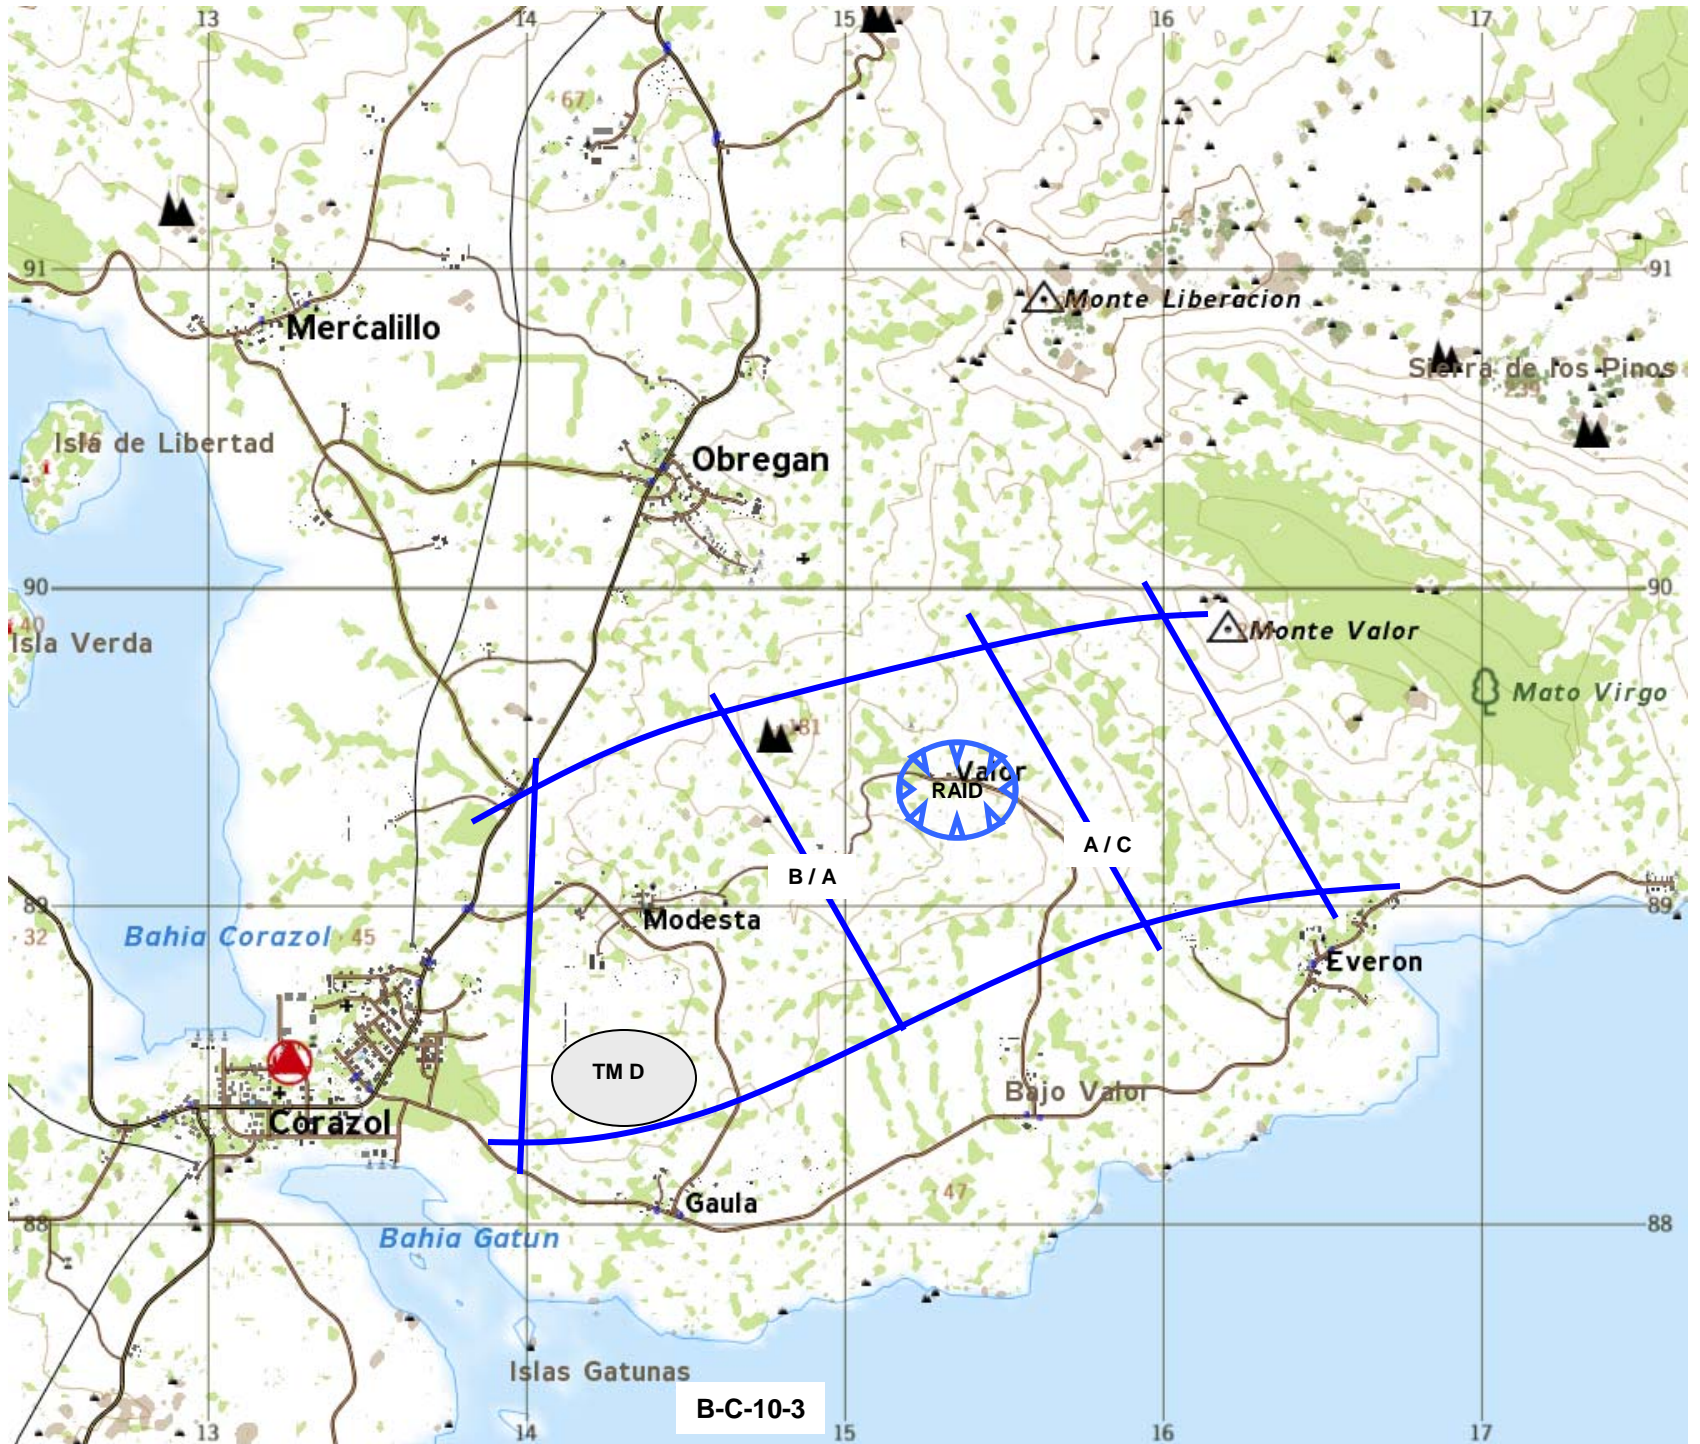 13
14
15
16
17
67
91
91
Monte Liberacion
Mercalillo
Sierra de los Pinos
239
Isla de Libertad
Obregan
90
90
40
Isla Verda
Monte Valor
Mato Virgo
181
Valor
RAID
A / C
B / A
89
89
Modesta
32
Bahia Corazol
45
Everon
TM D
Bajo Valor
Corazol
47
Gaula
88
88
Bahia Gatun
Islas Gatunas
B-C-10-3
13
14
15
16
17